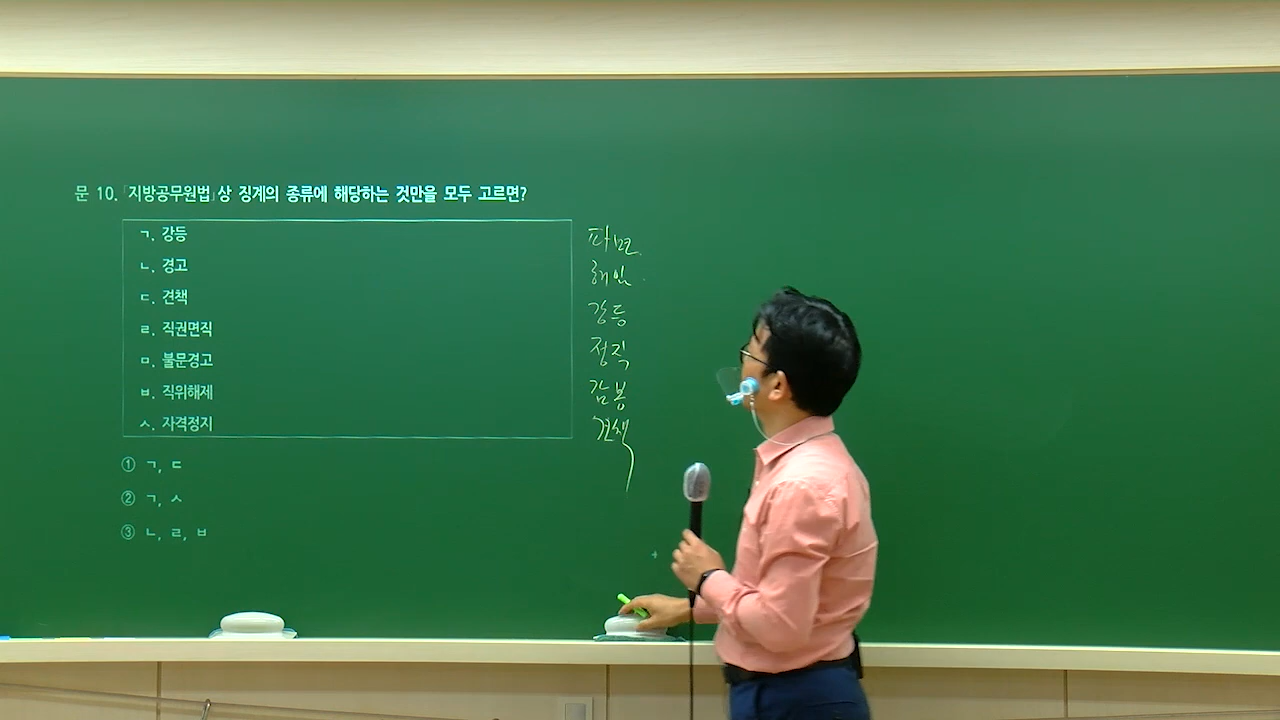 문 10. 「지방공무원법」상 징계의 종류에 해당하는 것만을 모두 고르면?
ㄱ. 강등
ㄴ. 경고
ㄷ. 견책
ㄹ. 직권면직
ㅁ. 불문경고
ㅂ. 직위해제
ㅅ. 자격정지
① ㄱ, ㄷ
② ㄱ, ㅅ
③ ㄴ, ㄹ, ㅂ
파면
해임
강등
정직
감봉
견책